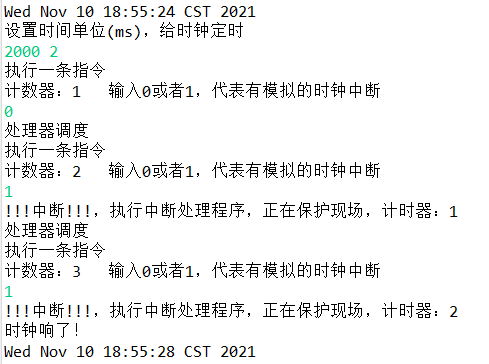 Wed Nov 10 18:55:24 CST 2021
设置时间单位(ms)，给时钟定时
2000 2
执行一条指令
计数器：1   输入0或者1，代表有模拟的时钟中断
0
处理器调度
执行一条指令
计数器：2   输入0或者1，代表有模拟的时钟中断
1
!!!中断!!!，执行中断处理程序，正在保护现场，计时器：1
处理器调度
执行一条指令
计数器：3   输入0或者1，代表有模拟的时钟中断
1
!!!中断!!!，执行中断处理程序，正在保护现场，计时器：2
时钟响了!
Wed Nov 10 18:55:28 CST 2021